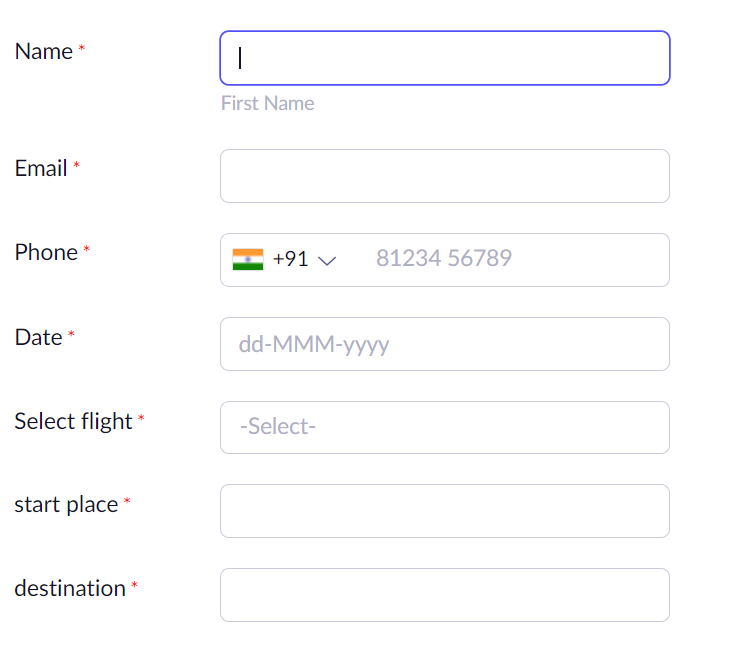 Name *
First Name
Email *
Phone *
+91 81234 56789
Date *
dd-MMM-yyyy
Select flight *
-Select-
start place *
destination *